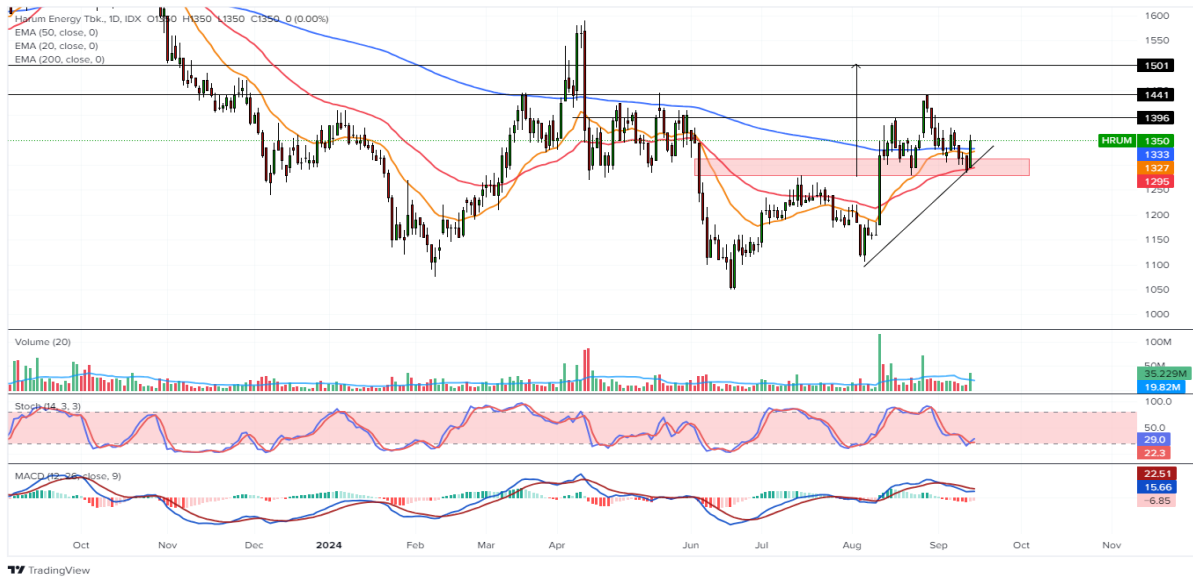 Harum Energy Tbk., 1D, IDX O1350 H1350 L1350 C1350 0 (0.00%)
EMA (50, close, 0)
EMA (20, close, 0)
EMA (200, close, 0)
1600
1550
1501
1441
1396
HRUM 1350
1333
1327
1295
1250
1200
1150
1100
1050
1000
Volume (20)
100M
50M
35.229M
19.82M
Stoch (14, 3, 3)
100.0
50.0
29.0
22.3
MACD (12, 26, close, 9)
22.51
15.66
-6.85
Oct Nov Dec 2024 Feb Mar Apr Jun Jul Aug Sep Oct Nov
TradingView